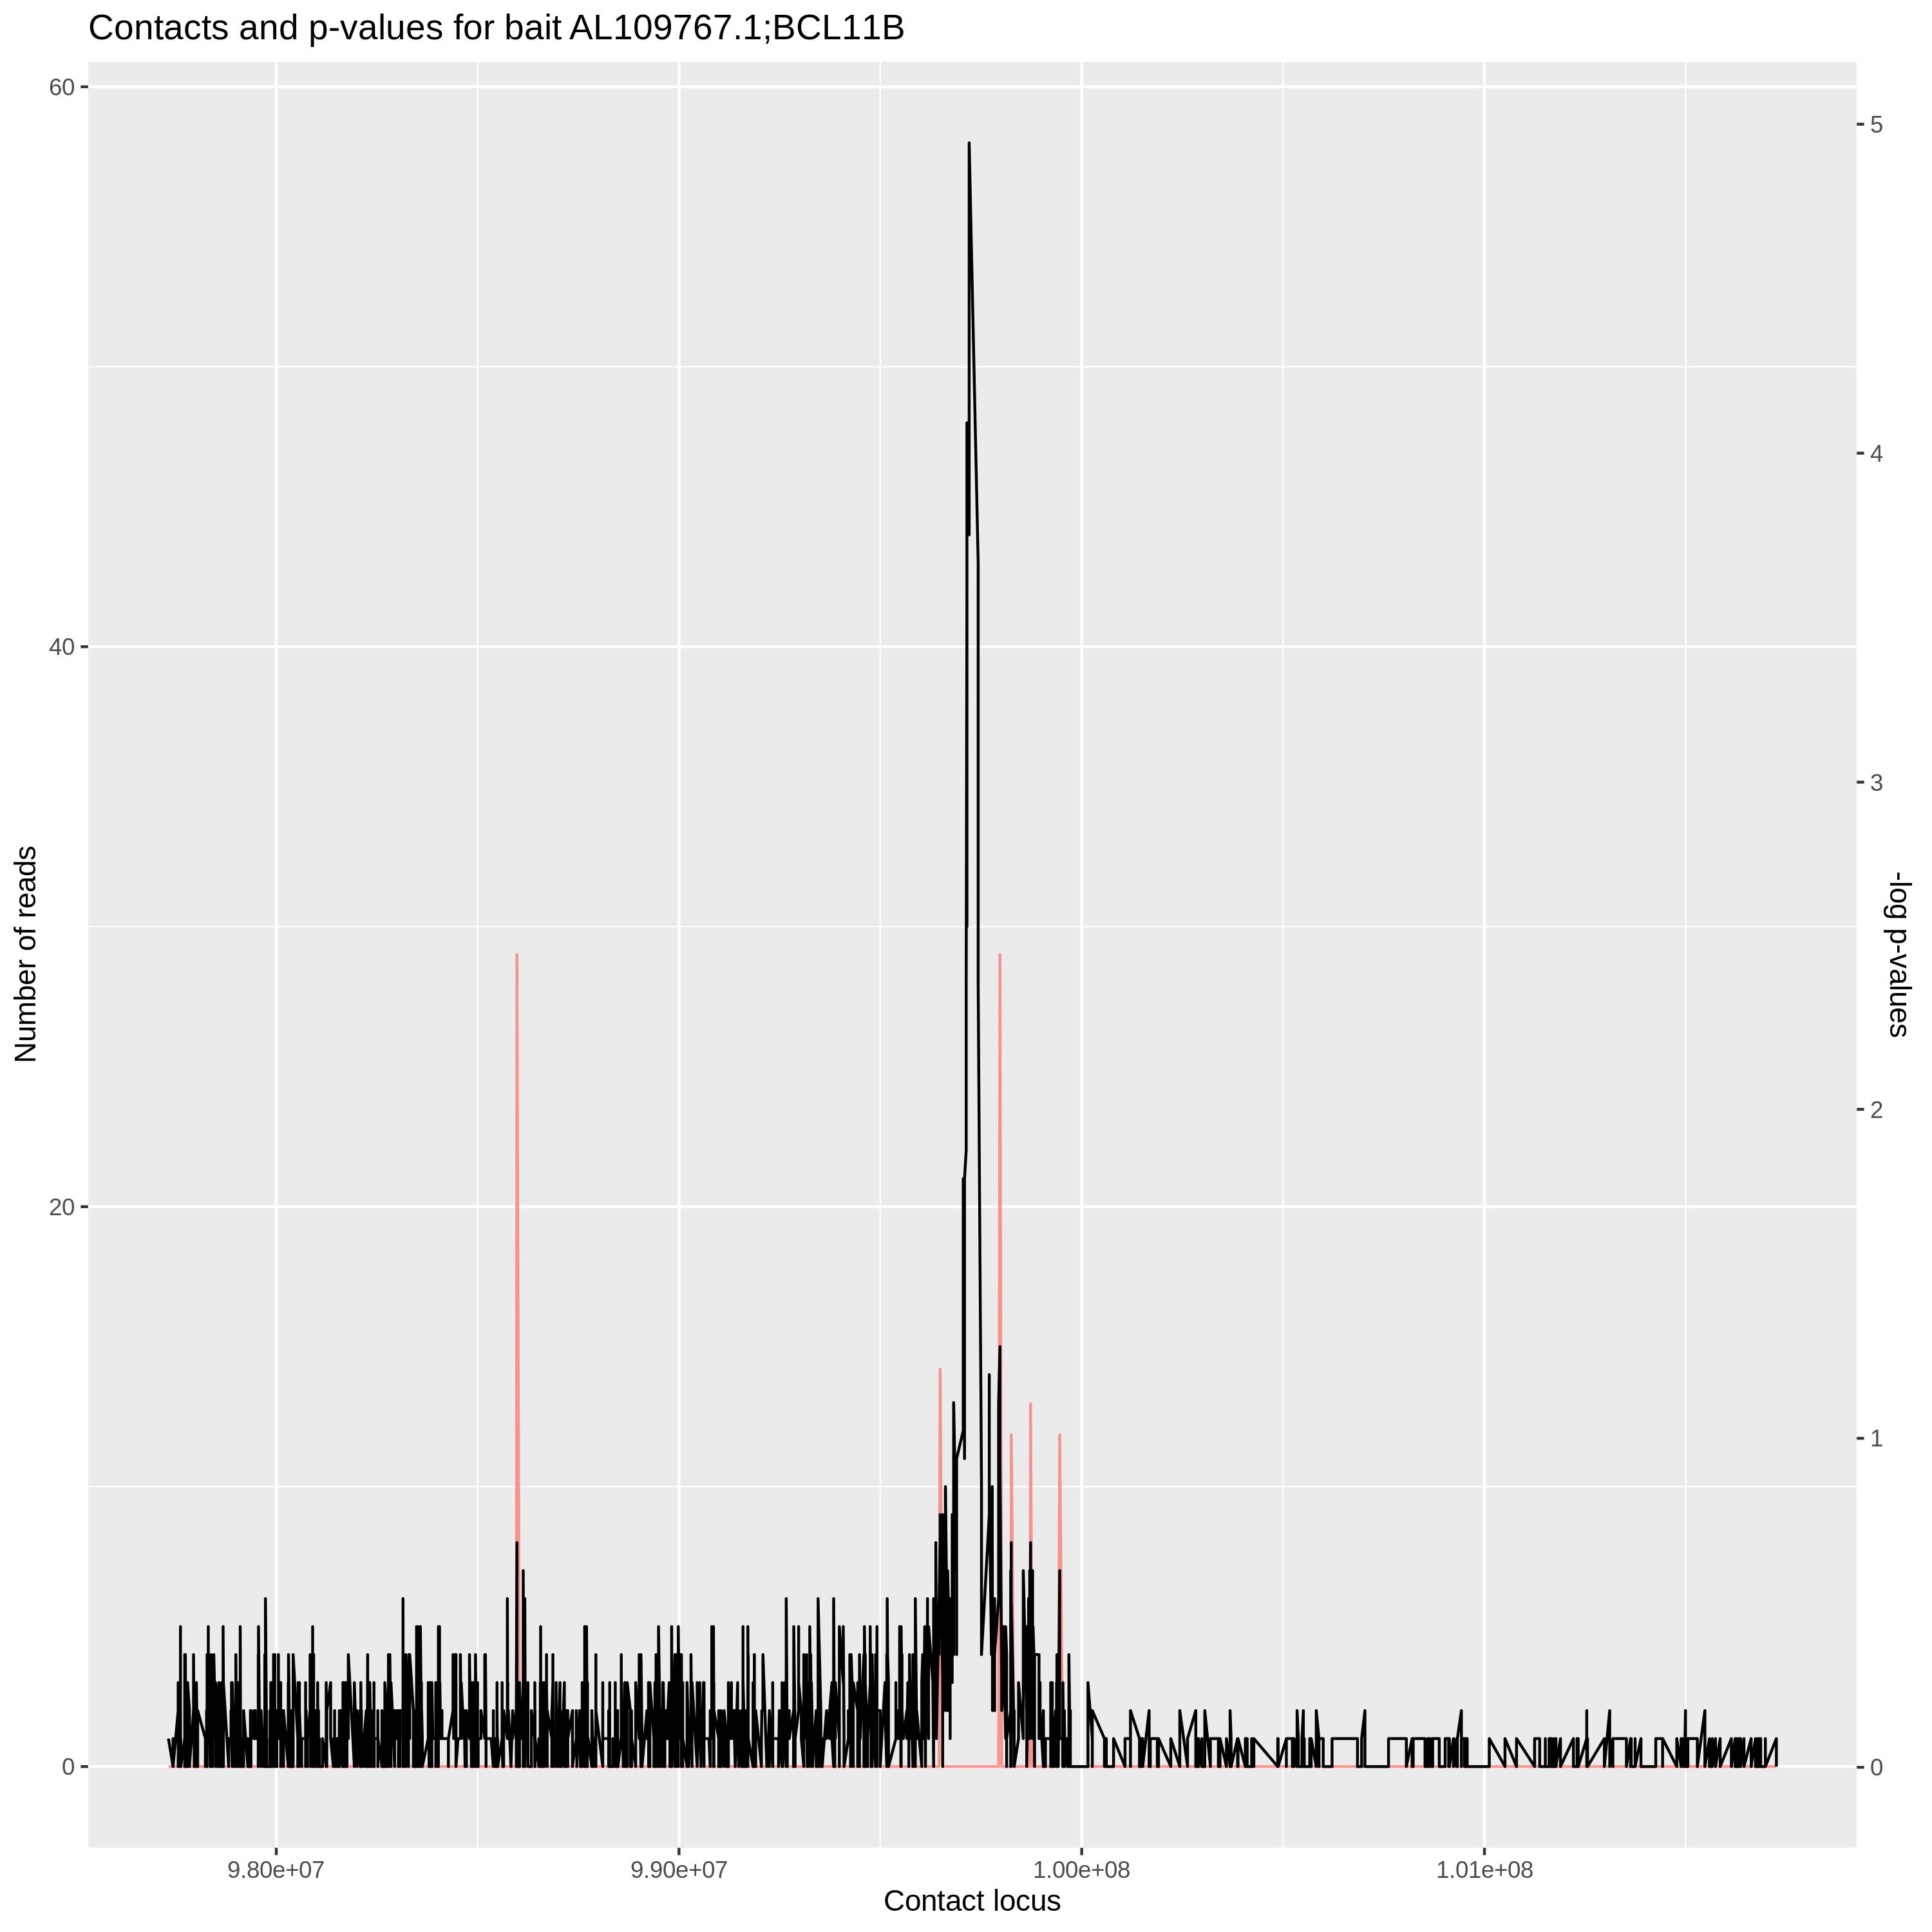 Contacts and p-values for bait AL109767.1;BCL11B
60
40
20
0
Number of reads
5
4
3
2
1
0
-log p-values
9.80e+07
9.90e+07
1.00e+08
1.01e+08
Contact locus